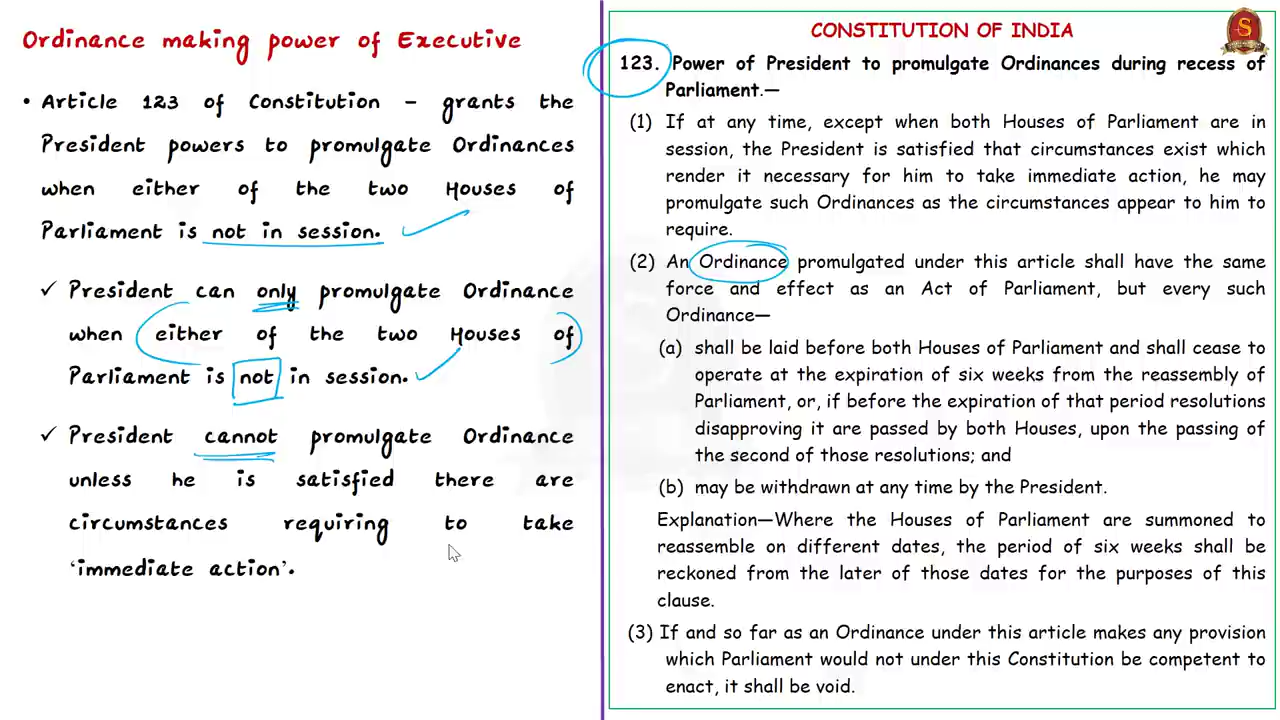 Ordinance making power of Executive
• Article 123 of Constitution – grants the
President powers to promulgate Ordinances
when either of the two Houses of
Parliament is not in session.
✓ President can only promulgate Ordinance
when either of the two Houses of
Parliament is not in session.
✓ President cannot promulgate Ordinance
unless he is satisfied there are
circumstances requiring to take
'immediate action'.
CONSTITUTION OF INDIA
123. Power of President to promulgate Ordinances during recess of
Parliament.—
(1) If at any time, except when both Houses of Parliament are in
session, the President is satisfied that circumstances exist which
render it necessary for him to take immediate action, he may
promulgate such Ordinances as the circumstances appear to him to
require.
(2) An Ordinance promulgated under this article shall have the same
force and effect as an Act of Parliament, but every such
Ordinance—
(a) shall be laid before both Houses of Parliament and shall cease to
operate at the expiration of six weeks from the reassembly of
Parliament, or, if before the expiration of that period resolutions
disapproving it are passed by both Houses, upon the passing of
the second of those resolutions; and
(b) may be withdrawn at any time by the President.
Explanation—Where the Houses of Parliament are summoned to
reassemble on different dates, the period of six weeks shall be
reckoned from the later of those dates for the purposes of this
clause.
(3) If and so far as an Ordinance under this article makes any provision
which Parliament would not under this Constitution be competent to
enact, it shall be void.
S